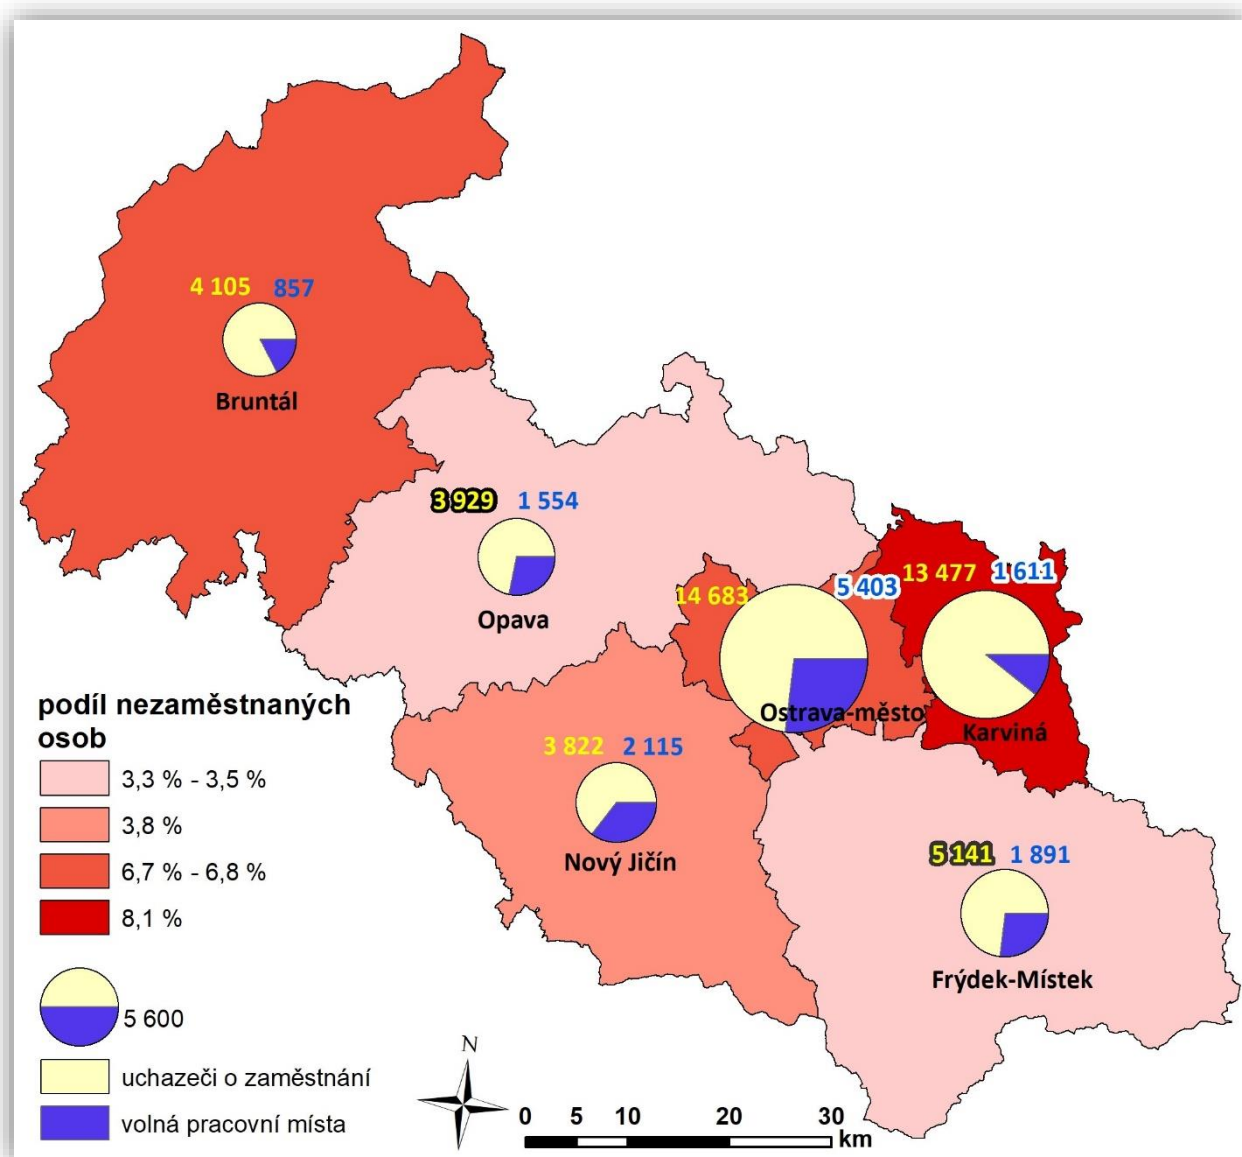 4 105 857
Bruntál
3 929 1 554
Opava
14 683 5 403
Ostrava-město
13 477 1 611
Karviná
3 822 2 115
Nový Jičín
5 141 1 891
Frýdek-Místek
podíl nezaměstnaných
osob
3,3 % - 3,5 %
3,8 %
6,7 % - 6,8 %
8,1 %
5 600
uchazeči o zaměstnání
volná pracovní místa
N
0 5 10 20 30
km